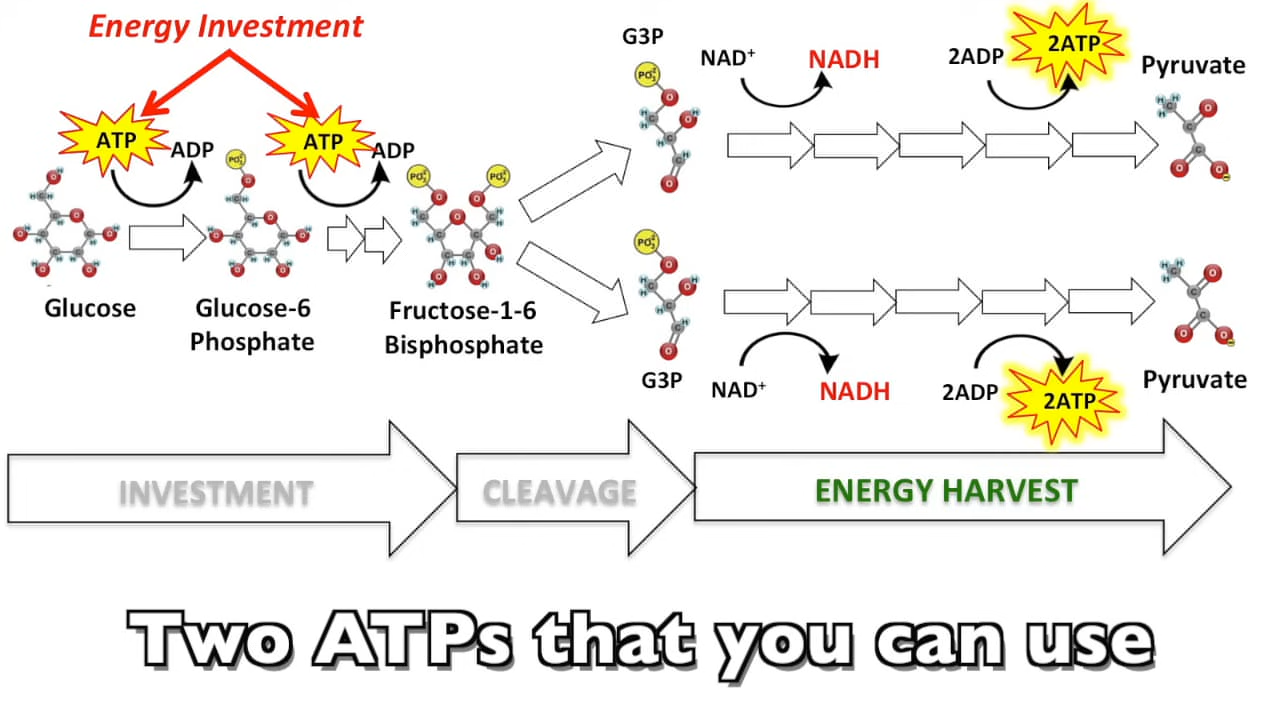 Energy Investment
ATP
ADP
ATP
ADP
Glucose
Glucose-6
Phosphate
Fructose-1-6
Bisphosphate
G3P
NAD⁺
NADH
2ADP
2ATP
Pyruvate
G3P
NAD⁺
NADH
2ADP
2ATP
Pyruvate
INVESTMENT
CLEAVAGE
ENERGY HARVEST
Two ATPs that you can use